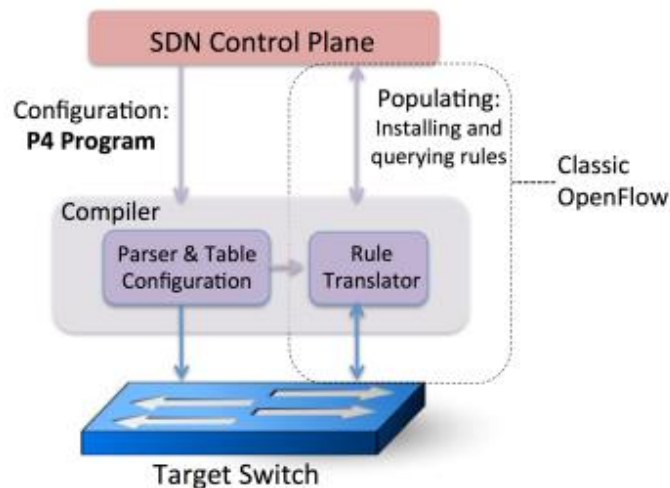 SDN Control Plane
Configuration:
P4 Program
Populating:
Installing and
querying rules
Classic
OpenFlow
Compiler
Parser & Table
Configuration
Rule
Translator
Target Switch